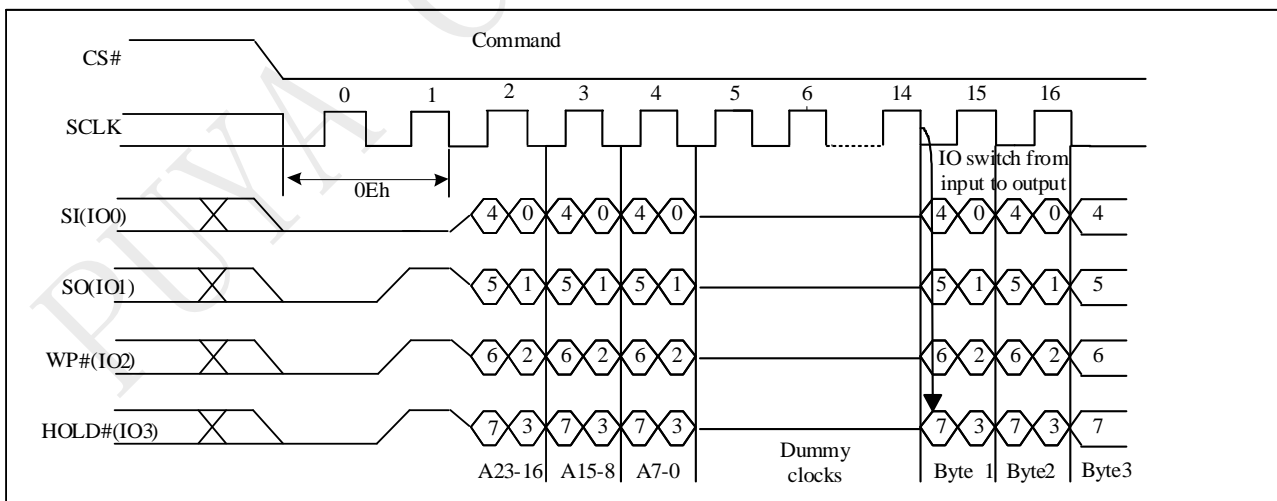 Command
CS#
0 1 2 3 4 5 6 14 15 16
SCLK
IO switch from
input to output
0Eh
SI(IO0) 4 0 4 0 4 0 4 0 4 0 4
SO(IO1) 5 1 5 1 5 1 5 1 5 1 5
WP#(IO2) 6 2 6 2 6 2 6 2 6 2 6
HOLD#(IO3) 7 3 7 3 7 3 7 3 7 3 7
A23-16 A15-8 A7-0 Dummy
clocks Byte 1 Byte2 Byte3
PUYA